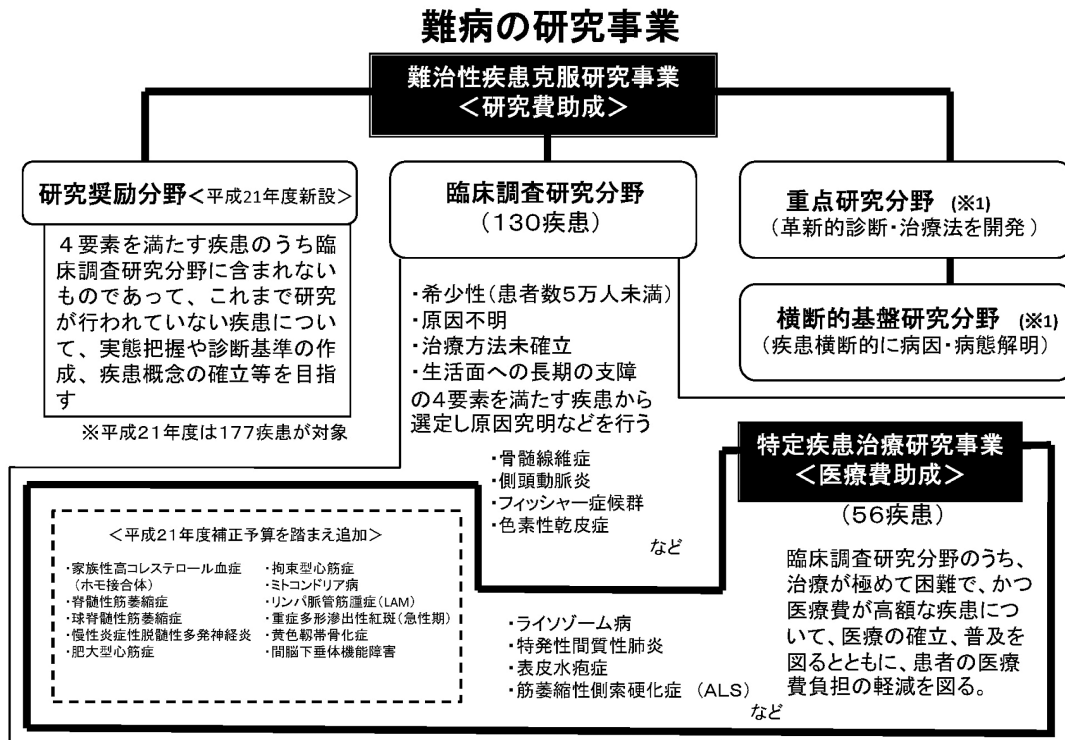 難病の研究事業
難治性疾患克服研究事業
＜研究費助成＞
研究奨励分野＜平成21年度新設＞
４要素を満たす疾患のうち臨
床調査研究分野に含まれない
ものであって、これまで研究
が行われていない疾患につい
て、実態把握や診断基準の作
成、疾患概念の確立等を目指
す
※平成21年度は177疾患が対象
臨床調査研究分野
（130疾患）
・希少性（患者数５万人未満）
・原因不明
・治療方法未確立
・生活面への長期の支障
の４要素を満たす疾患から
選定し原因究明などを行う
・骨髄線維症
・側頭動脈炎
・フィッシャー症候群
・色素性乾皮症
など
重点研究分野 (※1)
（革新的診断・治療法を開発）
横断的基盤研究分野 (※1)
（疾患横断的に病因・病態解明）
特定疾患治療研究事業
＜医療費助成＞
（56疾患）
臨床調査研究分野のうち、
治療が極めて困難で、かつ
医療費が高額な疾患につ
いて、医療の確立、普及を
図るとともに、患者の医療
費負担の軽減を図る。
＜平成２１年度補正予算を踏まえ追加＞
・家族性高コレステロール血症
（ホモ接合体）
・脊髄性筋萎縮症
・球脊髄性筋萎縮症
・慢性炎症性脱髄性多発神経炎
・肥大型心筋症
・拘束型心筋症
・ミトコンドリア病
・リンパ脈管筋腫症（LAM）
・重症多形滲出性紅斑（急性期）
・黄色靱帯骨化症
・間脳下垂体機能障害
・ライソゾーム病
・特発性間質性肺炎
・表皮水疱症
・筋萎縮性側索硬化症（ALS）
など